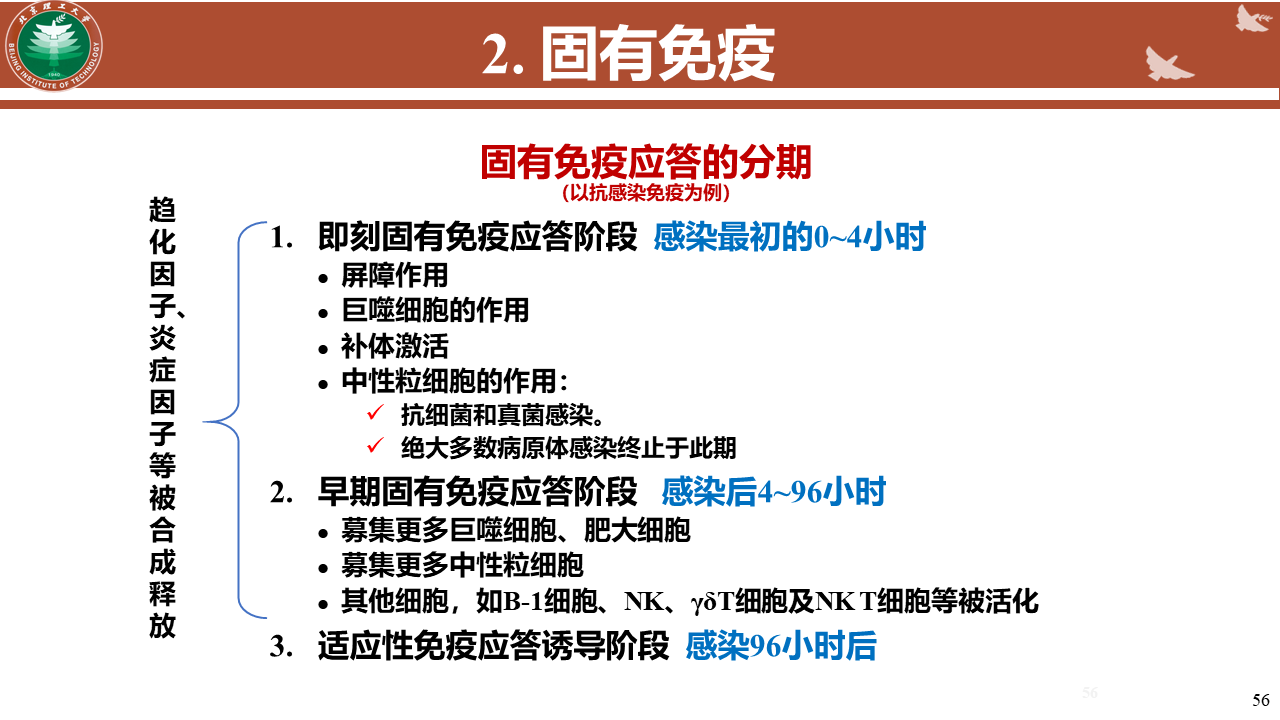 北京理工大学
BEIJING INSTITUTE OF TECHNOLOGY
1940
2. 固有免疫
固有免疫应答的分期
(以抗感染免疫为例)
趋化因子、炎症因子等被合成释放
1. 即刻固有免疫应答阶段 感染最初的0~4小时
• 屏障作用
• 巨噬细胞的作用
• 补体激活
• 中性粒细胞的作用：
✓ 抗细菌和真菌感染。
✓ 绝大多数病原体感染终止于此期
2. 早期固有免疫应答阶段 感染后4~96小时
• 募集更多巨噬细胞、肥大细胞
• 募集更多中性粒细胞
• 其他细胞，如B-1细胞、NK、γδT细胞及NK T细胞等被活化
3. 适应性免疫应答诱导阶段 感染96小时后
56
56